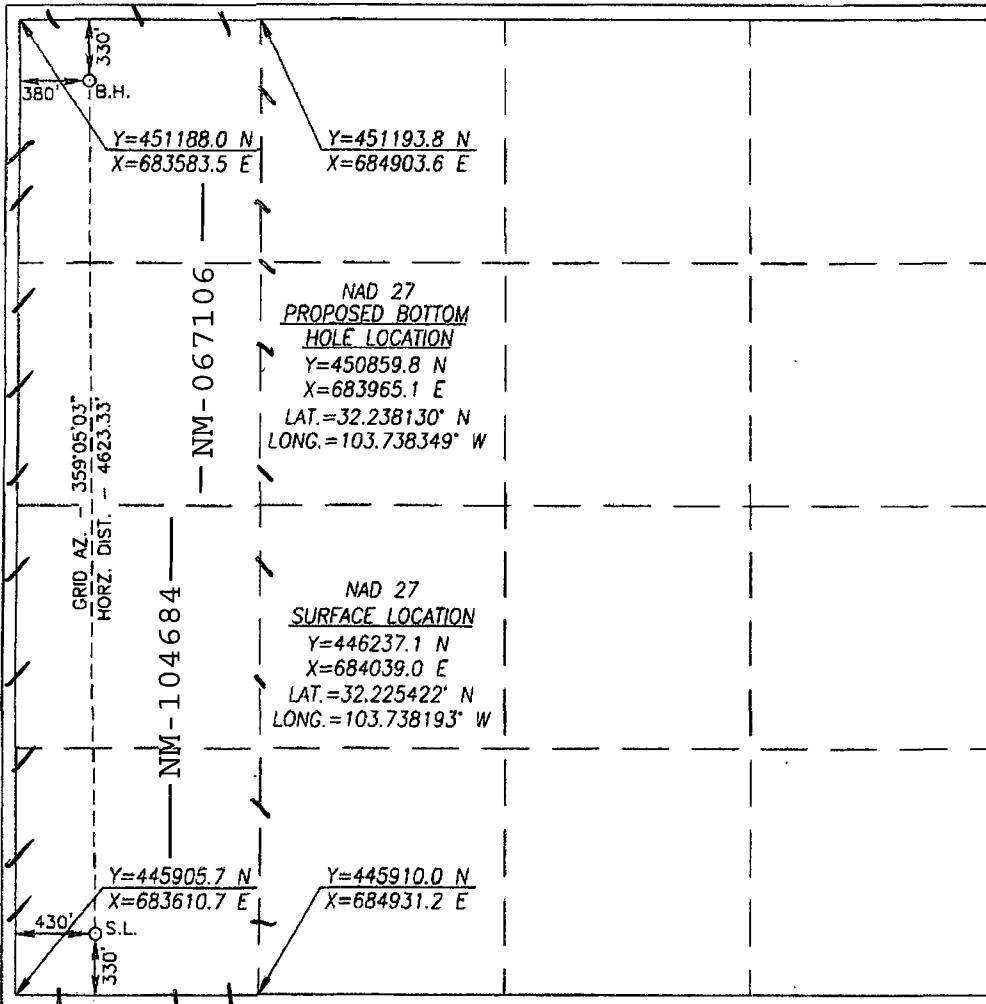 330'
380'
B.H.
Y=451188.0 N
X=683583.5 E
Y=451193.8 N
X=684903.6 E
NM-067106
NAD 27
PROPOSED BOTTOM
HOLE LOCATION
Y=450859.8 N
X=683965.1 E
LAT.=32.238130° N
LONG.=103.738349° W
GRID AZ. - 359°05'03"
HORZ. DIST. - 4623.33'
NM-104684
NAD 27
SURFACE LOCATION
Y=446237.1 N
X=684039.0 E
LAT.=32.225422° N
LONG.=103.738193° W
Y=445905.7 N
X=683610.7 E
Y=445910.0 N
X=684931.2 E
430'
S.L.
330'